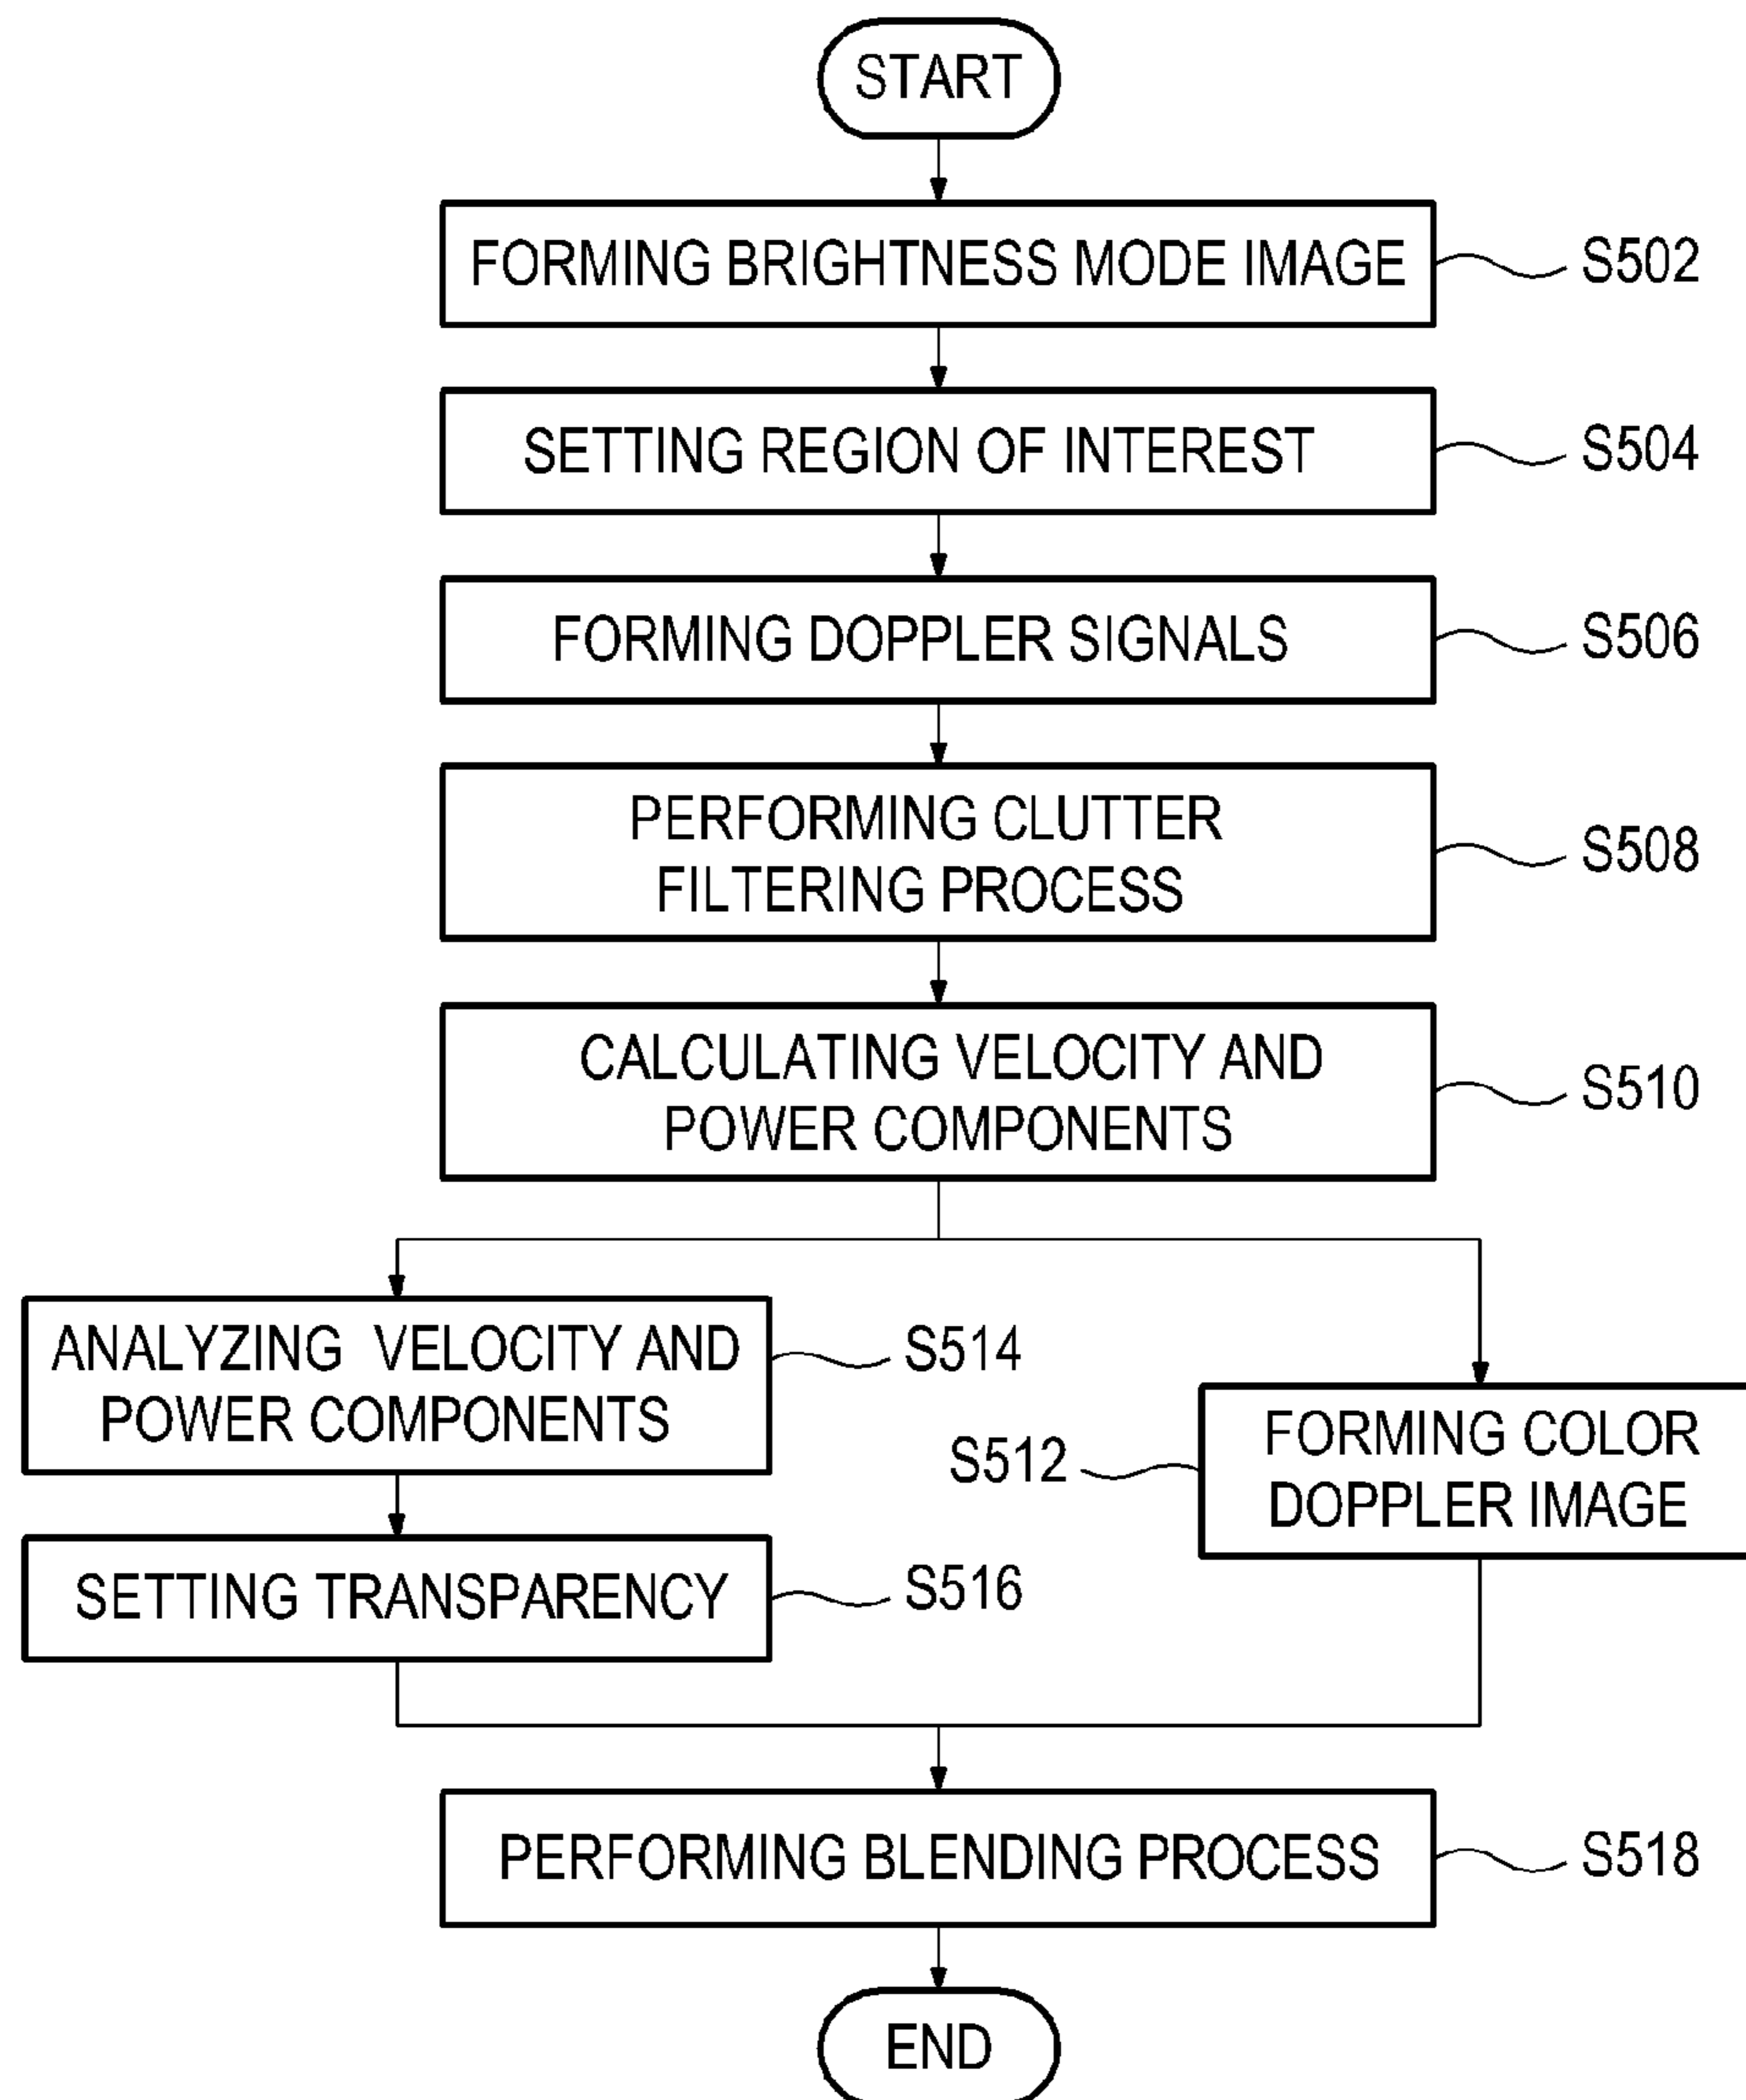 START
FORMING BRIGHTNESS MODE IMAGE
S502
SETTING REGION OF INTEREST
S504
FORMING DOPPLER SIGNALS
S506
PERFORMING CLUTTER
FILTERING PROCESS
S508
CALCULATING VELOCITY AND
POWER COMPONENTS
S510
ANALYZING VELOCITY AND
POWER COMPONENTS
S514
S512
FORMING COLOR
DOPPLER IMAGE
SETTING TRANSPARENCY
S516
PERFORMING BLENDING PROCESS
S518
END